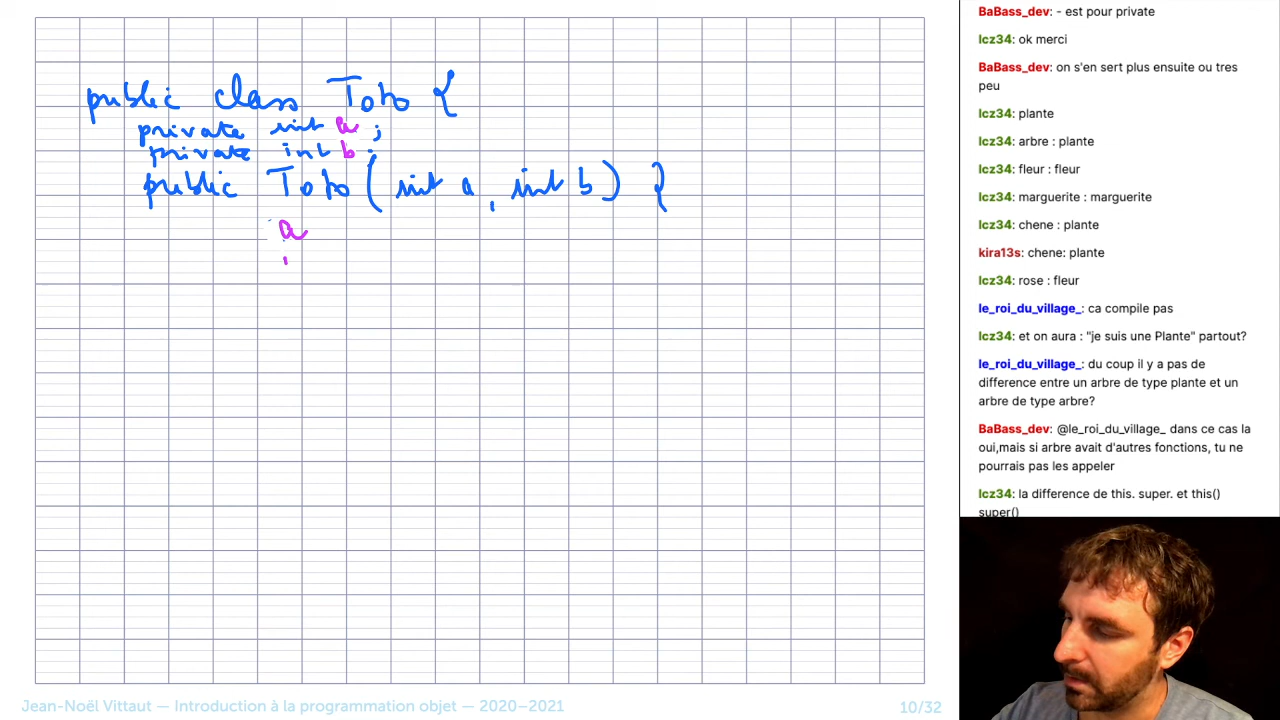 public class Toto {
private int a ;
private int b ;
public Toto ( int a , int b ) {
a
BaBass_dev: - est pour private
lcz34: ok merci
BaBass_dev: on s'en sert plus ensuite ou tres
peu
lcz34: plante
lcz34: arbre : plante
lcz34: fleur : fleur
lcz34: marguerite : marguerite
lcz34: chene : plante
kira13s: chene: plante
lcz34: rose : fleur
le_roi_du_village_: ca compile pas
lcz34: et on aura : "je suis une Plante" partout?
le_roi_du_village_: du coup il y a pas de
difference entre un arbre de type plante et un
arbre de type arbre?
BaBass_dev: @le_roi_du_village_ dans ce cas la
oui,mais si arbre avait d'autres fonctions, tu ne
pourrais pas les appeler
lcz34: la difference de this. super. et this()
super()
Jean-Noël Vittaut — Introduction à la programmation objet — 2020–2021
10/32